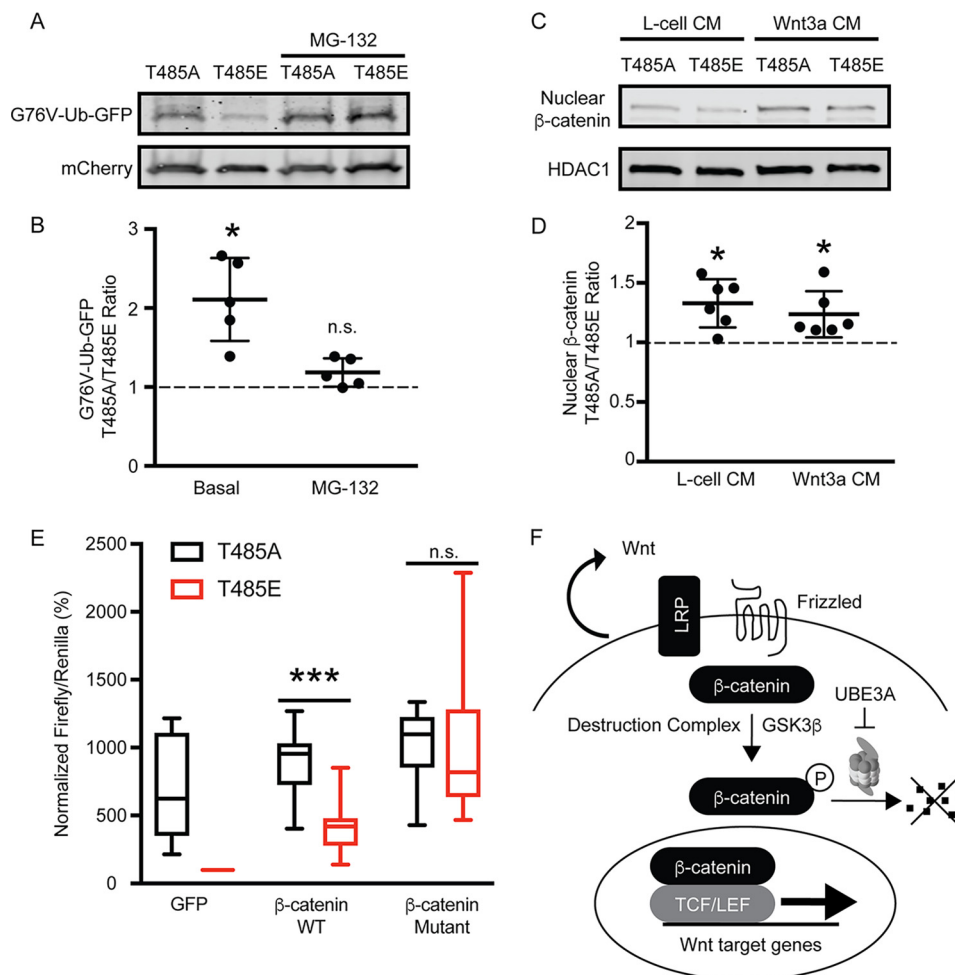 A
MG-132
T485A T485E T485A T485E
G76V-Ub-GFP
mCherry
B
G76V-Ub-GFP
T485A/T485E Ratio
3
2
1
0
*
n.s.
Basal
MG-132
C
L-cell CM
Wnt3a CM
T485A T485E T485A T485E
Nuclear
β-catenin
HDAC1
D
Nuclear β-catenin
T485A/T485E Ratio
2
1.5
1
0.5
0
*
*
L-cell CM
Wnt3a CM
E
Normalized Firefly/Renilla (%)
2500
2000
1500
1000
500
0
T485A
T485E
***
n.s.
GFP
β-catenin
WT
β-catenin
Mutant
F
Wnt
LRP
Frizzled
β-catenin
UBE3A
Destruction Complex
GSK3β
P
β-catenin
β-catenin
TCF/LEF
Wnt target genes